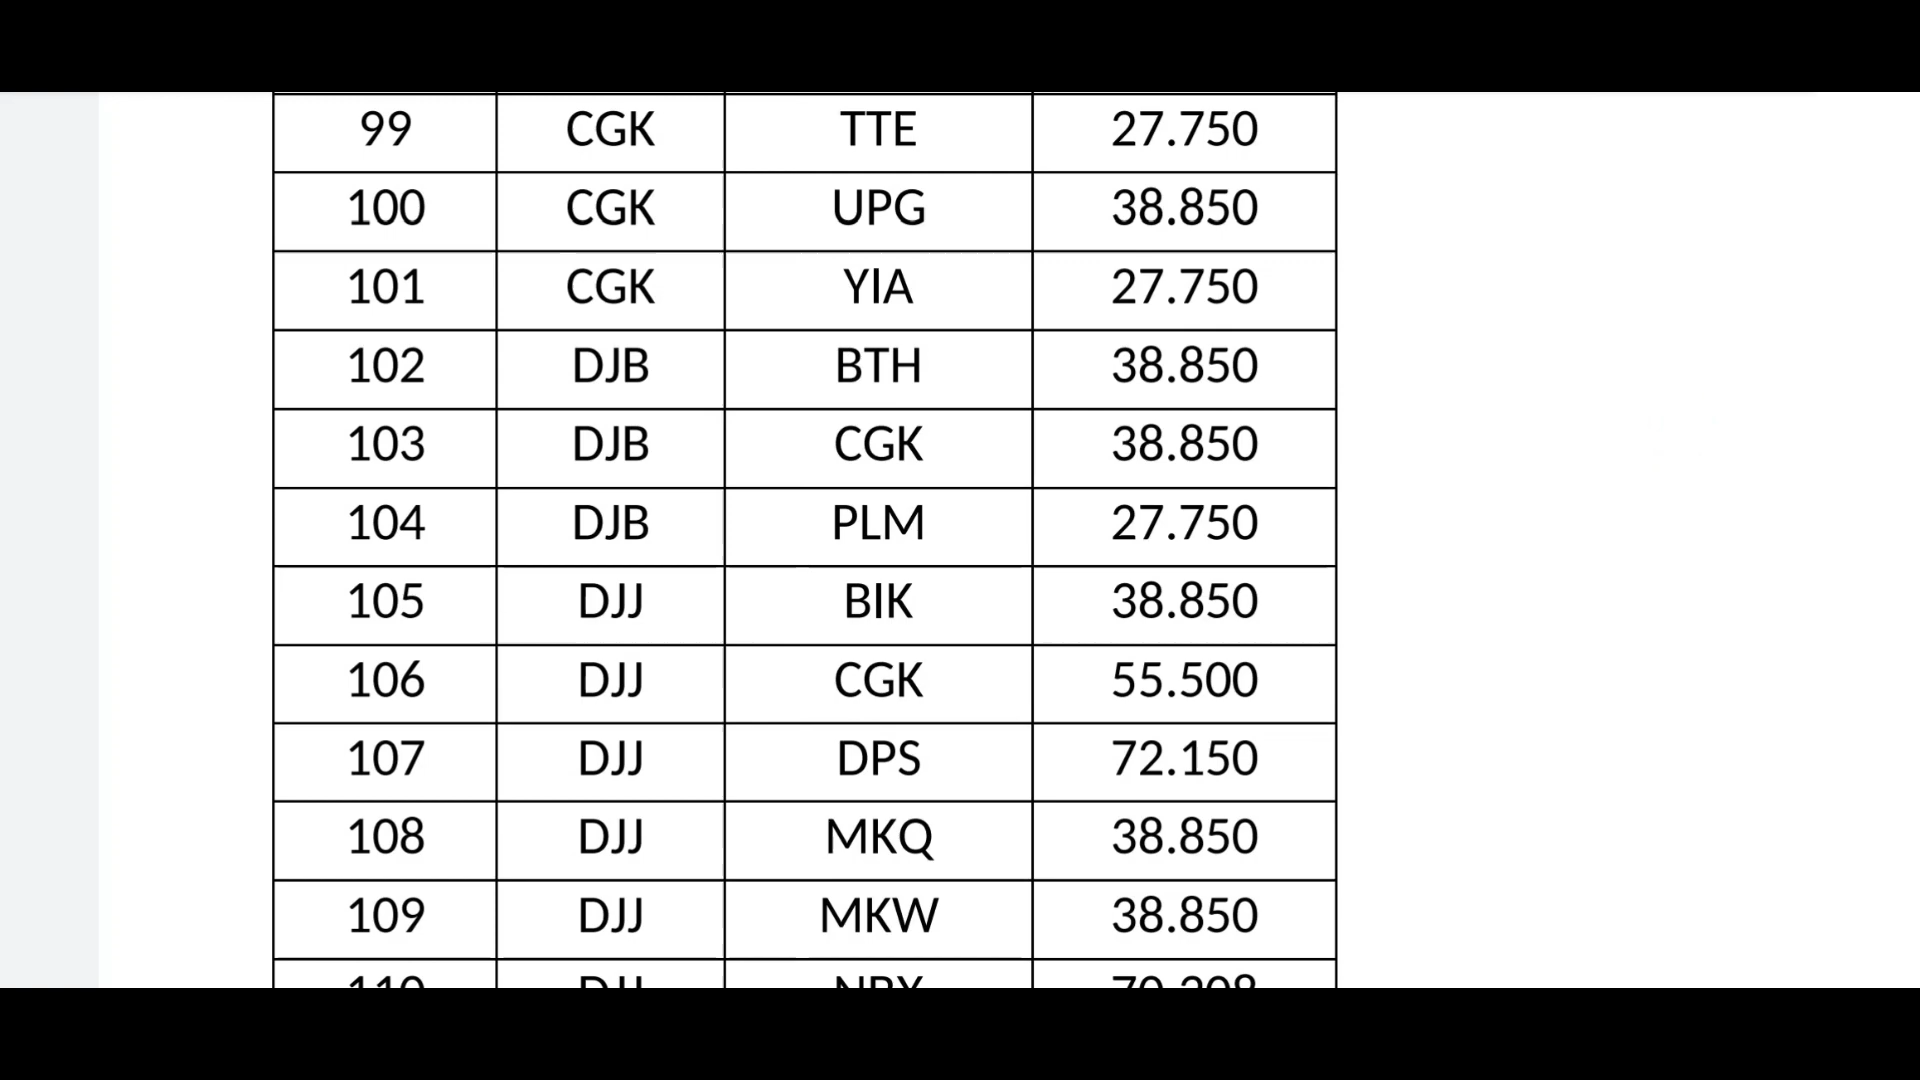 99 CGK TTE 27.750
100 CGK UPG 38.850
101 CGK YIA 27.750
102 DJB BTH 38.850
103 DJB CGK 38.850
104 DJB PLM 27.750
105 DJJ BIK 38.850
106 DJJ CGK 55.500
107 DJJ DPS 72.150
108 DJJ MKQ 38.850
109 DJJ MKW 38.850
110 DJJ